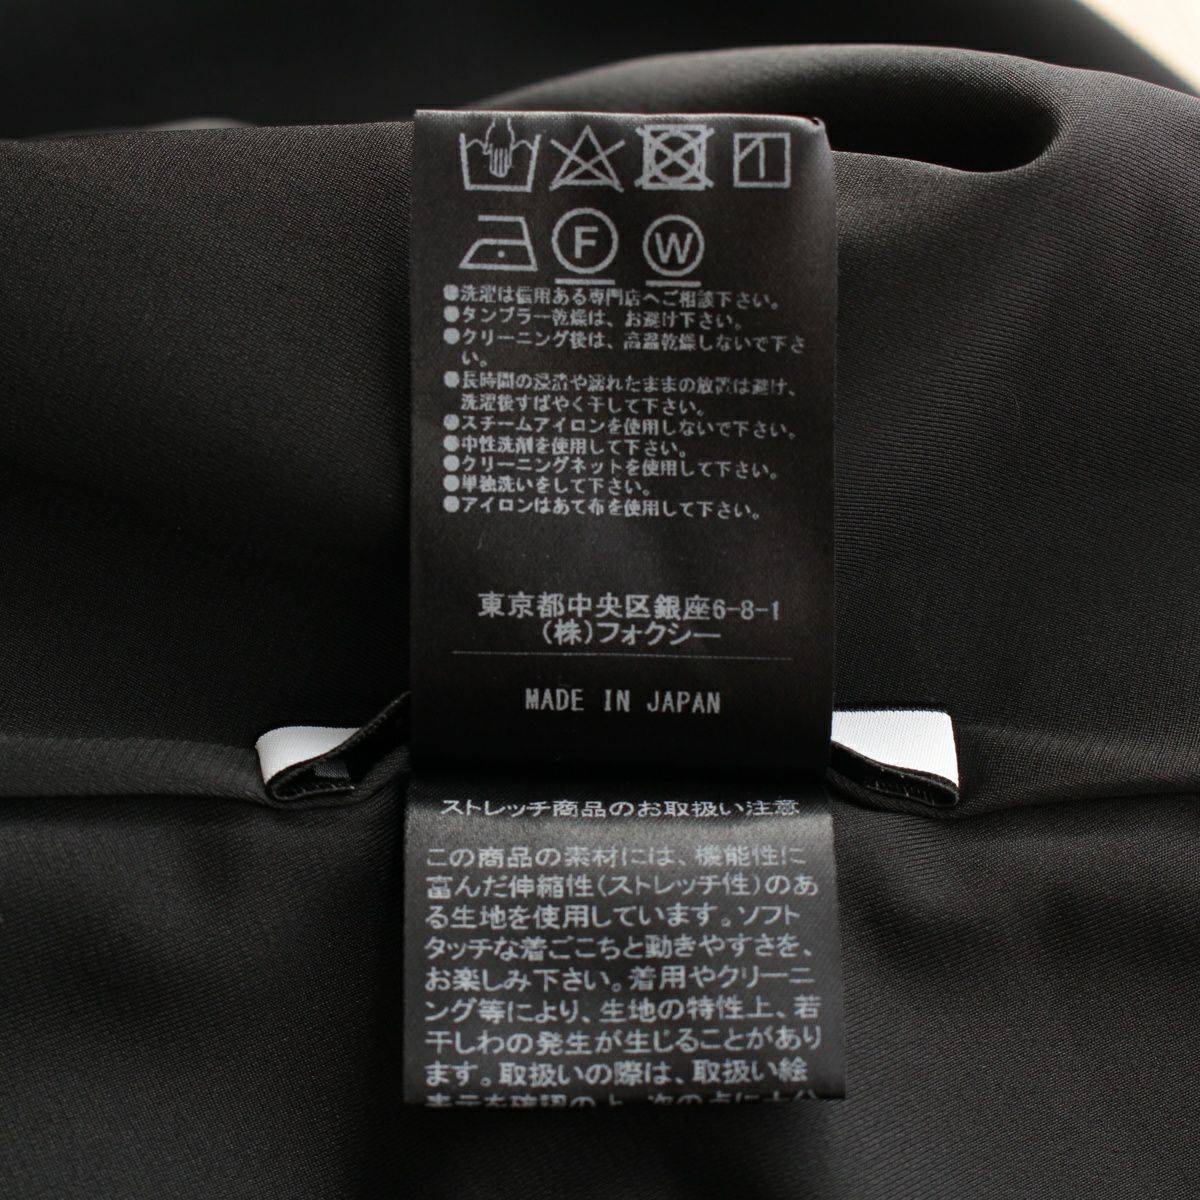 F W
●洗濯は信用ある専門店へご相談下さい。
●タンブラー乾燥は、お避け下さい。
●クリーニング後は、高温乾燥しないで下さ
い。
●長時間の浸漬や濡れたままの放置は避け、
洗濯後すばやく干して下さい。
●スチームアイロンを使用しないで下さい。
●中性洗剤を使用して下さい。
●クリーニングネットを使用して下さい。
●単独洗いをして下さい。
●アイロンはあて布を使用して下さい。
東京都中央区銀座6-8-1
(株)フォクシー
MADE IN JAPAN
ストレッチ商品のお取扱い注意
この商品の素材には、機能性に
富んだ伸縮性(ストレッチ性)のあ
る生地を使用しています。ソフト
タッチな着ごこちと動きやすさを、
お楽しみ下さい。着用やクリーニ
ング等により、生地の特性上、若
干しわの発生が生じることがあり
ます。取扱いの際は、取扱い絵
表示を確認の上、次の点に十分